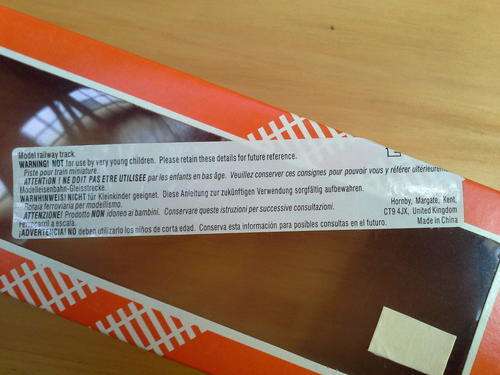 Model railway track.
WARNING! NOT for use by very young children. Please retain these details for future reference.
Piste pour train miniature.
ATTENTION ! NE DOIT PAS ETRE UTILISEE par les enfants en bas âge. Veuillez conserver ces consignes pour pouvoir vous y référer ultérieurement.
Modelleisenbahn-Gleisstrecke.
WARNHINWEIS! NICHT für Kleinkinder geeignet. Diese Anleitung zur zukünftigen Verwendung sorgfältig aufbewahren.
Rotaia ferroviaria per modellismo.
ATTENZIONE! Prodotto NON idoneo ai bambini. Conservare queste istruzioni per successive consultazioni.
Ferrocarril a escala.
¡ADVERTENCIA! NO deben utilizarlo los niños de corta edad. Conserva esta información para posibles consultas en el futuro.
Hornby, Margate, Kent,
CT9 4JX, United Kingdom
Made in China